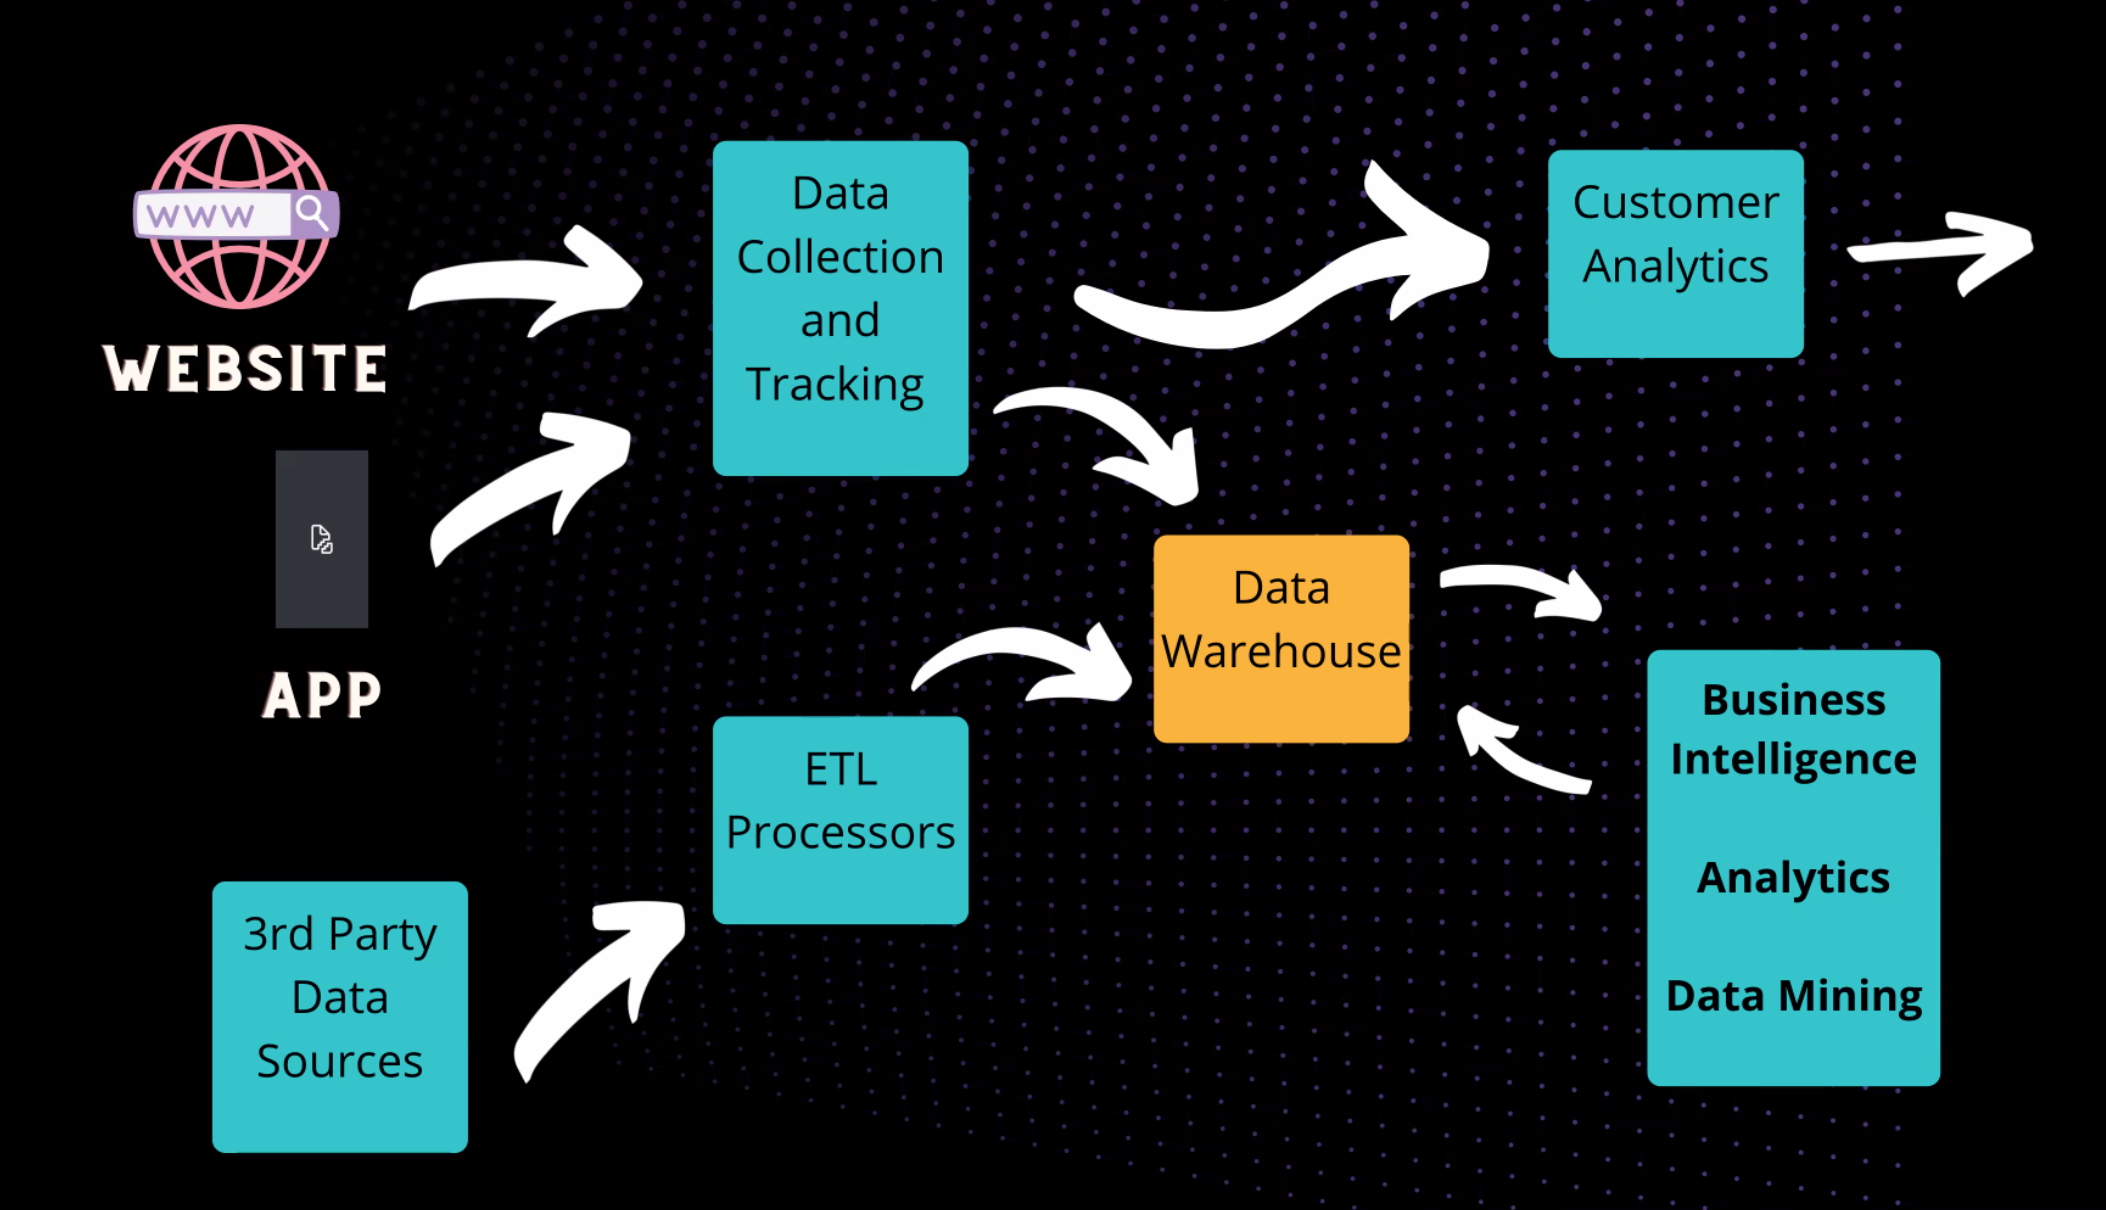 WWW
WEBSITE
APP
3rd Party
Data
Sources
Data
Collection
and
Tracking
ETL
Processors
Data
Warehouse
Customer
Analytics
Business
Intelligence
Analytics
Data Mining